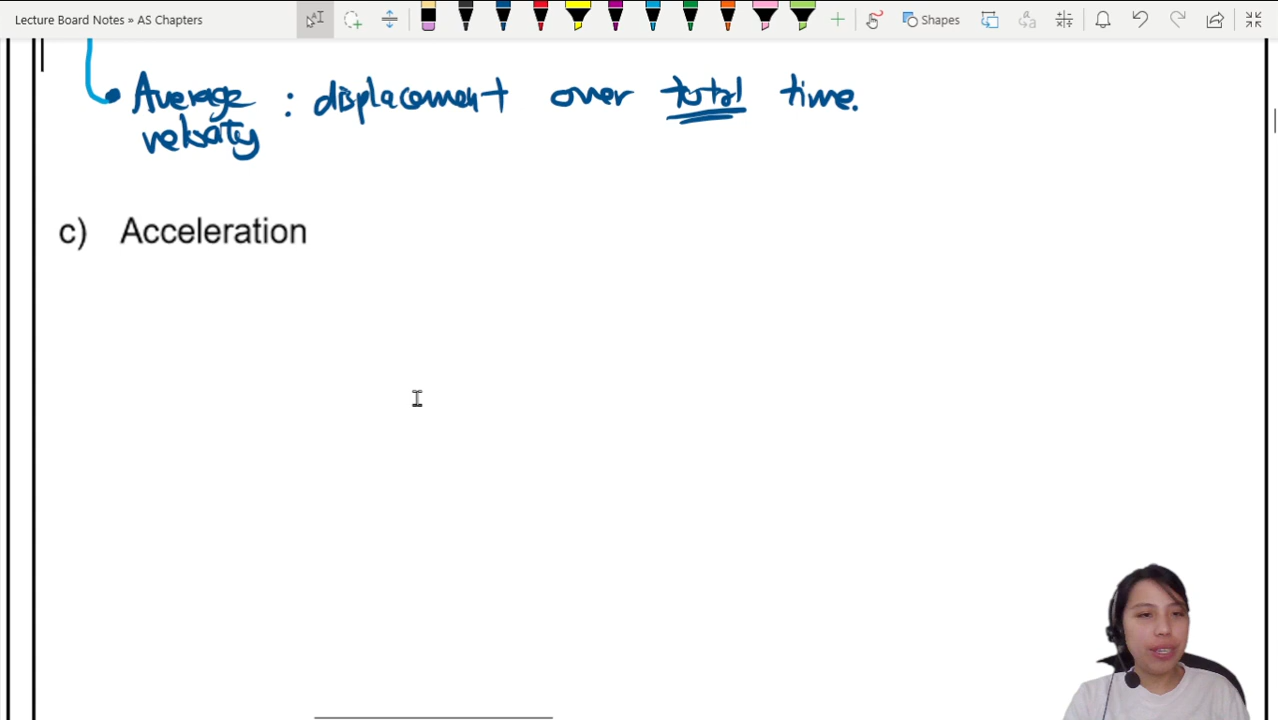 Lecture Board Notes » AS Chapters
Shapes
Average : displacement over total time.
velocity
c) Acceleration